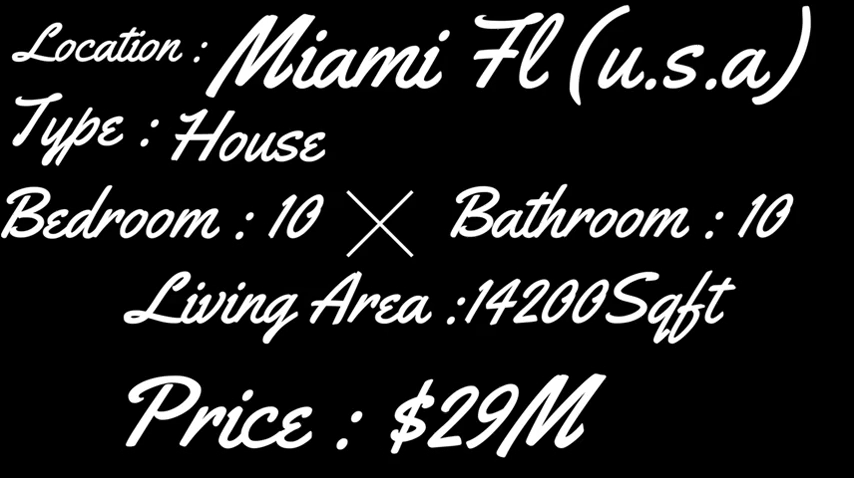 Location : Miami Fl (u.s.a)
Type : House
Bedroom : 10 × Bathroom : 10
Living Area :14200Sqft
Price : $29M